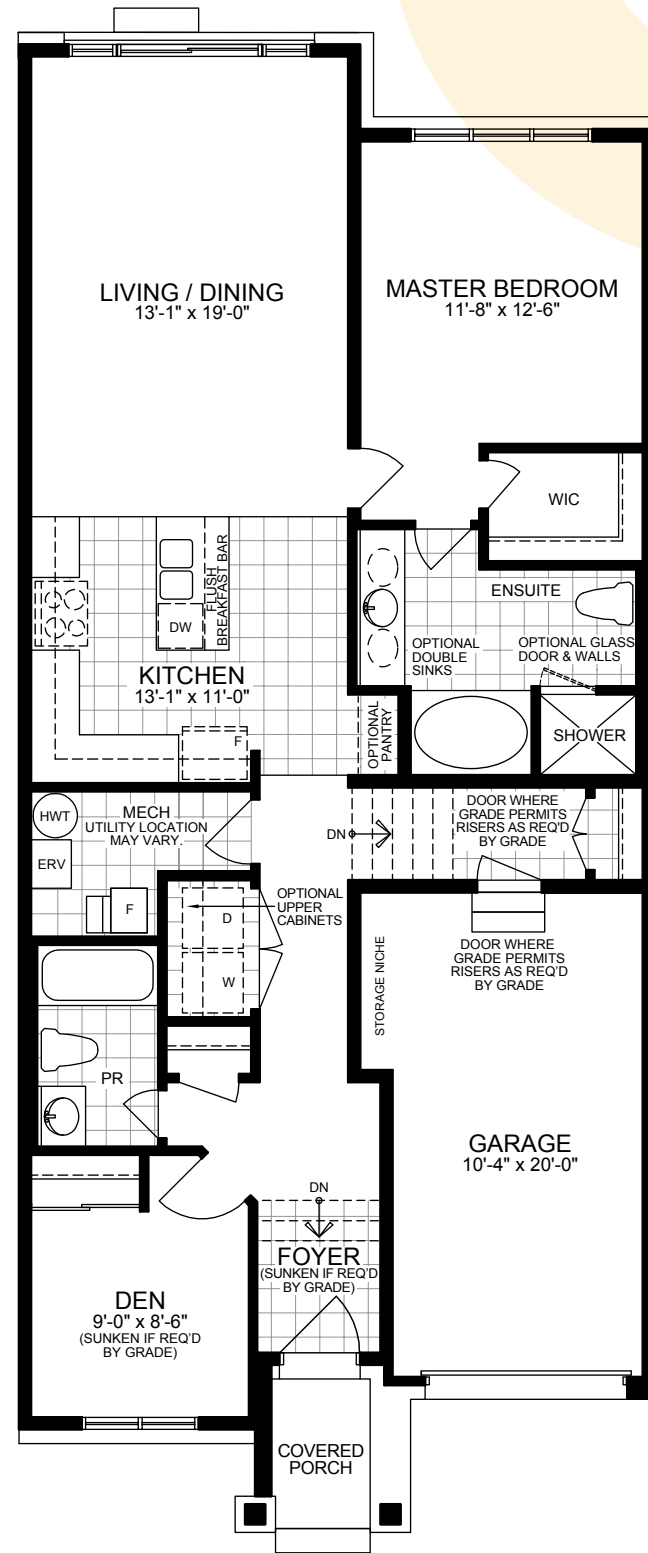 LIVING / DINING
13'-1" x 19'-0"
MASTER BEDROOM
11'-8" x 12'-6"
WIC
FLUSH
BREAKFAST BAR
DW
KITCHEN
13'-1" x 11'-0"
F
ENSUITE
OPTIONAL
DOUBLE
SINKS
OPTIONAL GLASS
DOOR & WALLS
OPTIONAL
PANTRY
SHOWER
HWT
MECH
UTILITY LOCATION
MAY VARY.
ERV
F
DN
DOOR WHERE
GRADE PERMITS
RISERS AS REQ'D
BY GRADE
OPTIONAL
UPPER
CABINETS
D
W
STORAGE NICHE
DOOR WHERE
GRADE PERMITS
RISERS AS REQ'D
BY GRADE
PR
GARAGE
10'-4" x 20'-0"
DN
FOYER
(SUNKEN IF REQ'D
BY GRADE)
DEN
9'-0" x 8'-6"
(SUNKEN IF REQ'D
BY GRADE)
COVERED
PORCH